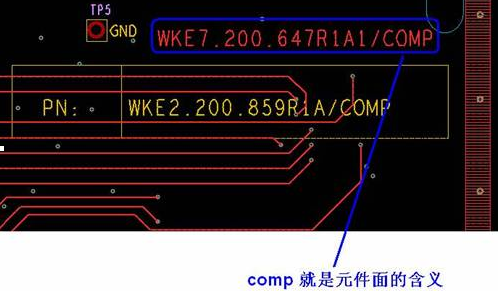 TP5
GND
WKE7.200.647R1A1/COMP
PN: WKE2.200.859R1A/COMP
comp 就是元件面的含义